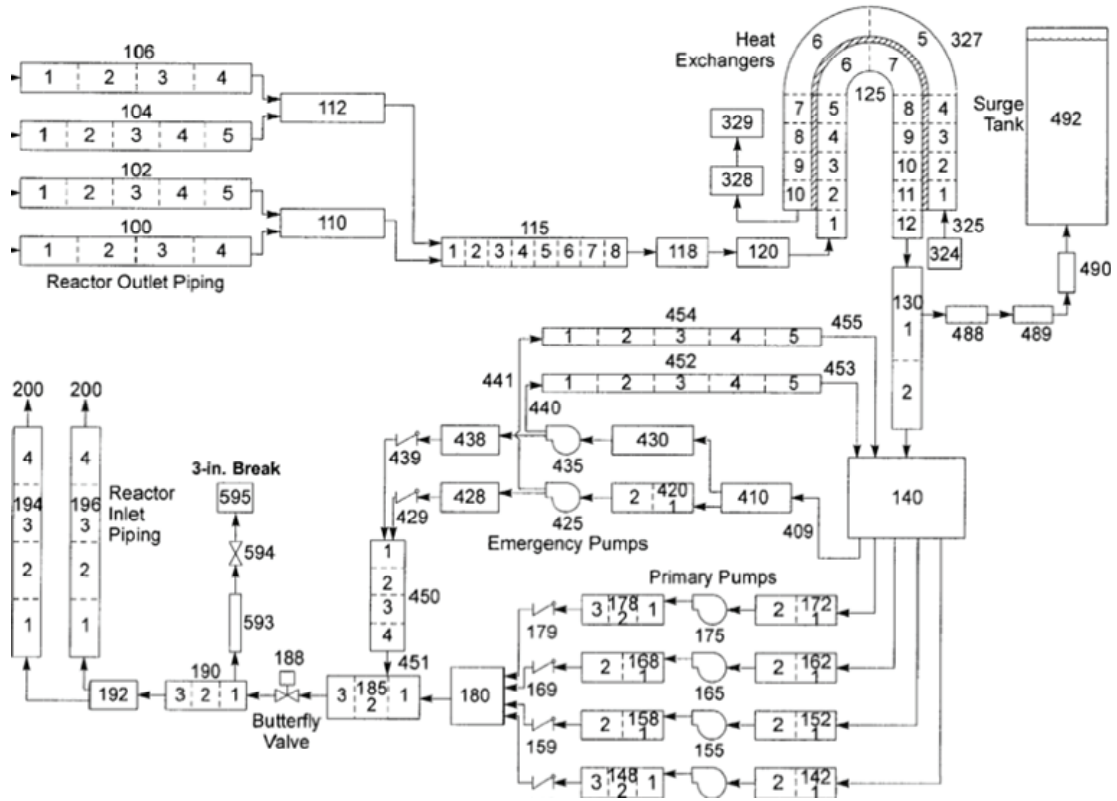 106
1 2 3 4
104
1 2 3 4 5
112
102
1 2 3 4 5
110
100
1 2 3 4
Reactor Outlet Piping
115
1 2 3 4 5 6 7 8
118
120
Heat
Exchangers
6 5 327
6 7
125
7 5 8 4
8 4 9 3
9 3 10 2
10 2 11 1
1 12
329
328
325
324
Surge
Tank
492
490
130
1
2
488
489
454
1 2 3 4 5
455
452
1 2 3 4 5
453
441
440
438
439
435
430
428
429
425
2 420
1
410
409
Emergency Pumps
140
200 200
4 4
194 196
3 3
2 2
1 1
Reactor
Inlet
Piping
3-in. Break
595
594
593
1
2
3
4
450
451
190
3 2 1
192
188
Butterfly
Valve
3 185 1
2
180
Primary Pumps
179
3 178 1
2
175
2 172
1
169
2 168
1
165
2 162
1
159
2 158
1
155
2 152
1
3 148 1
2
2 142
1